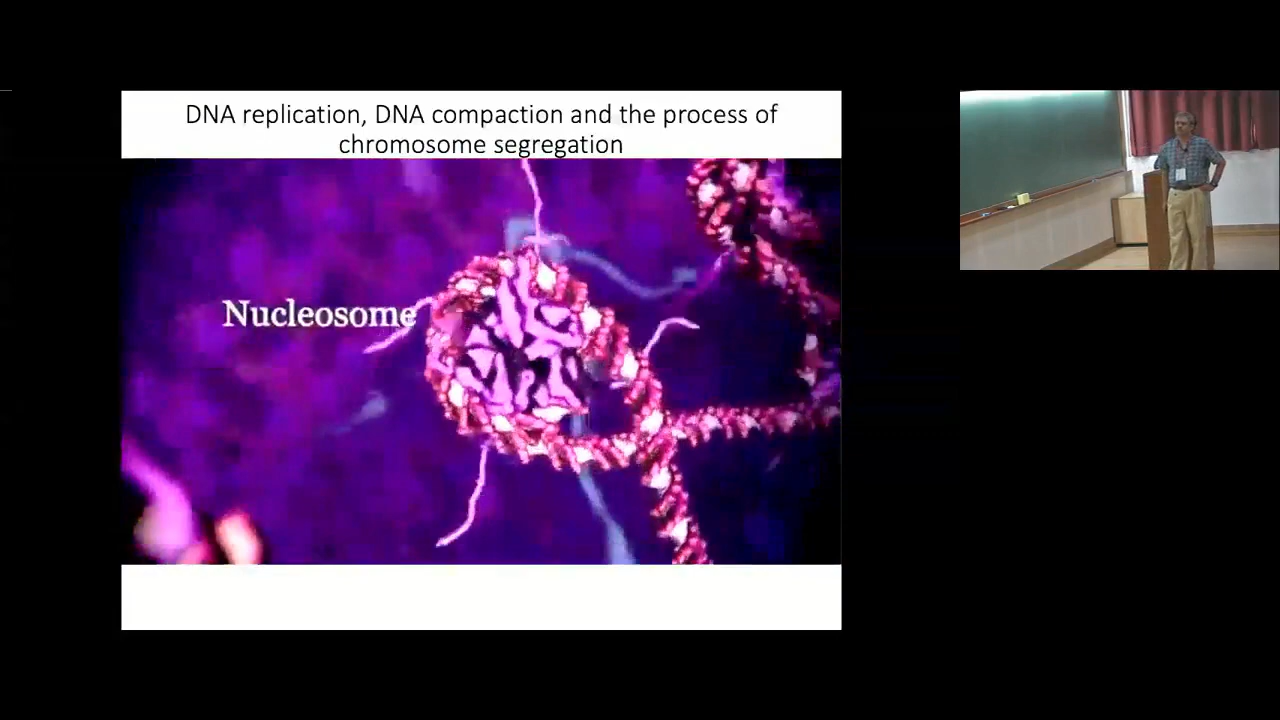 DNA replication, DNA compaction and the process of
chromosome segregation
Nucleosome